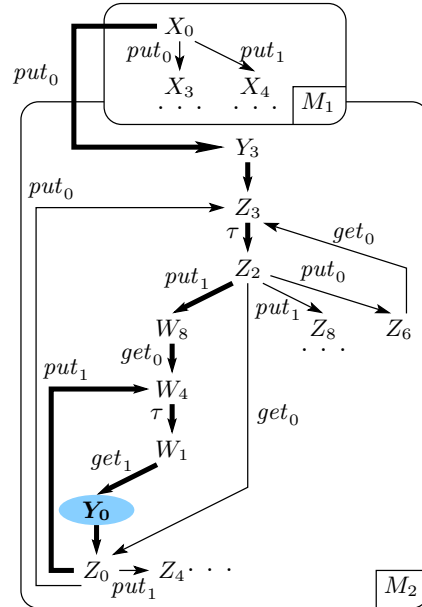 X₀
put₀ put₁
put₀
X₃ X₄ M₁
. . . . . .
Y₃
put₀ Z₃ get₀
τ
Z₂
put₁ put₁ put₀
W₈ Z₈ Z₆
. . .
get₀
put₁ W₄
τ get₀
W₁
get₁
Y₀
Z₀ Z₄ . . .
put₁ M₂